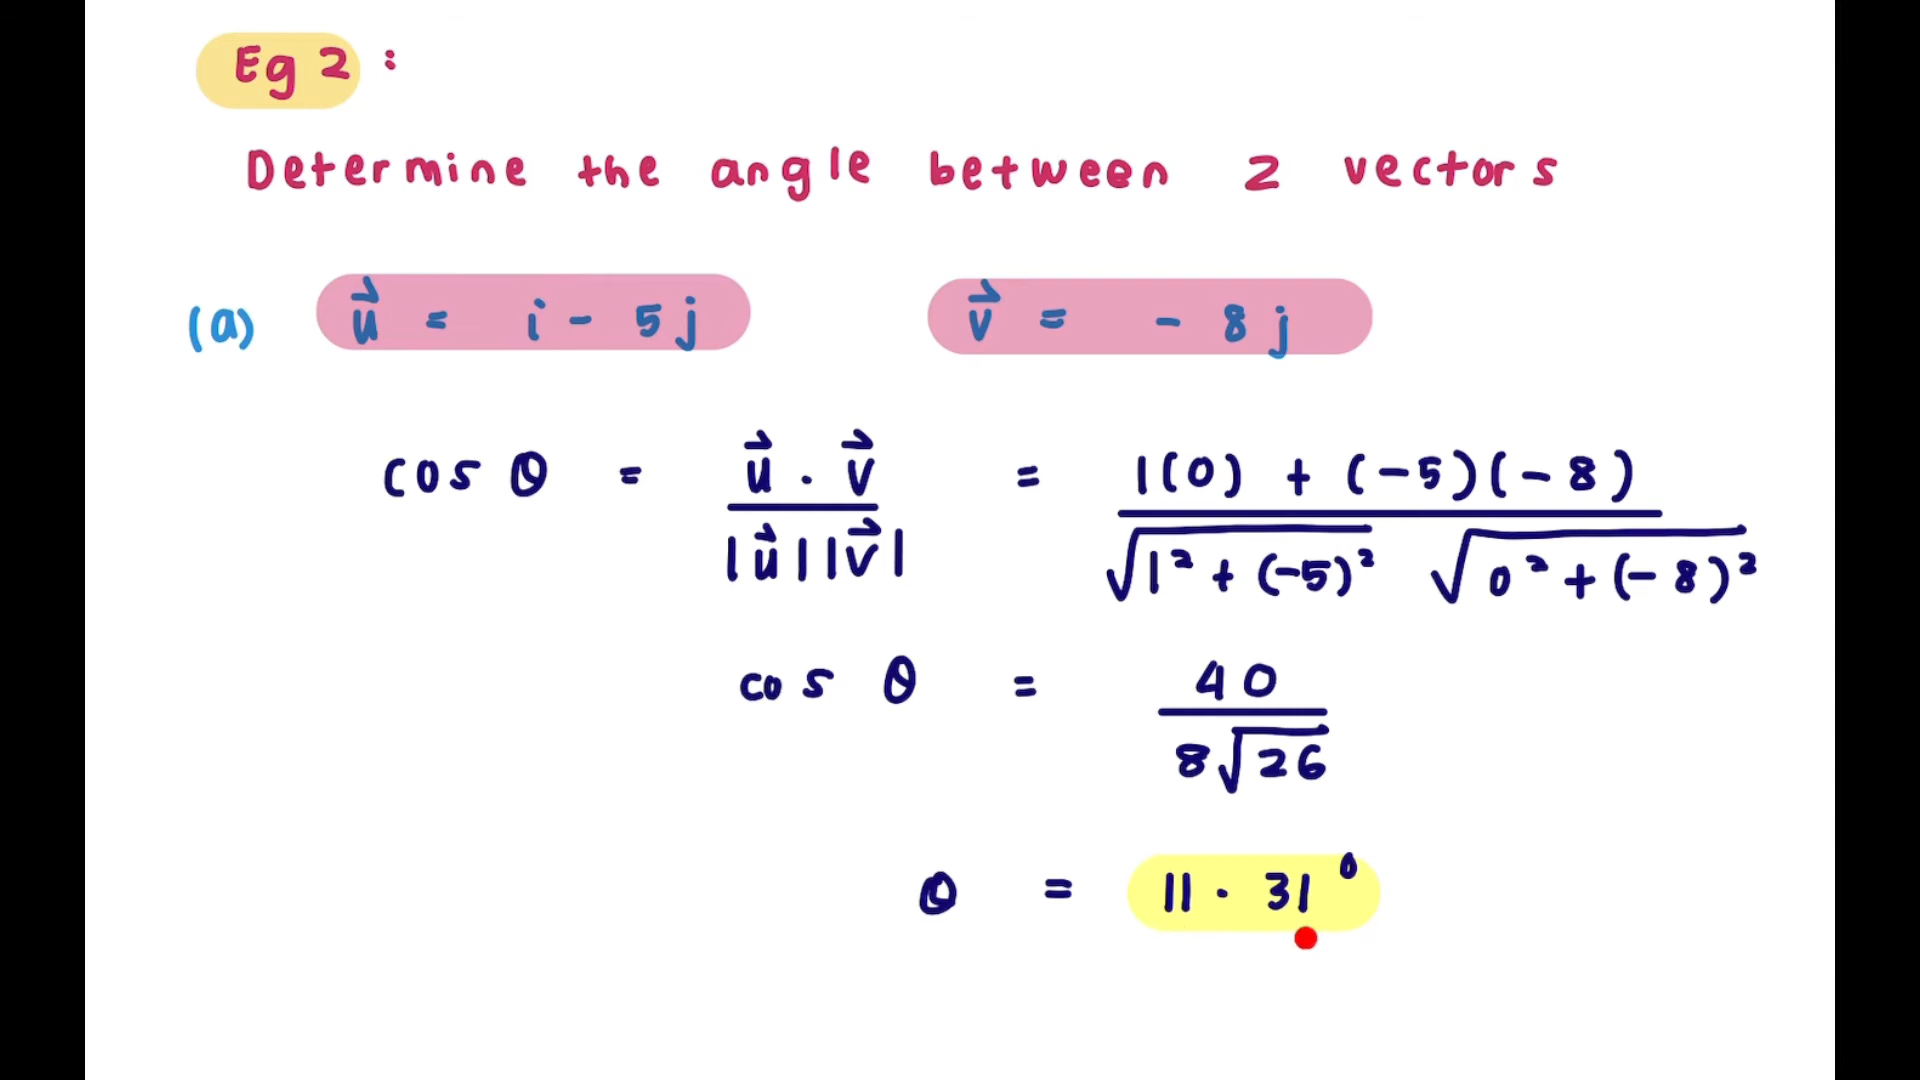 Eg 2 :
Determine the angle between 2 vectors
(a) u⃗ = i - 5j v⃗ = - 8j
cos θ = u⃗ · v⃗ / |u⃗||v⃗| = 1(0) + (-5)(-8) / √(1² + (-5)²) √(0² + (-8)²)
cos θ = 40 / 8√26
θ = 11.31°